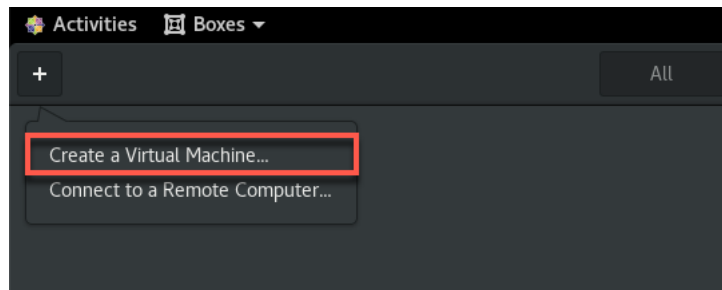 Activities Boxes
+ All
Create a Virtual Machine...
Connect to a Remote Computer...